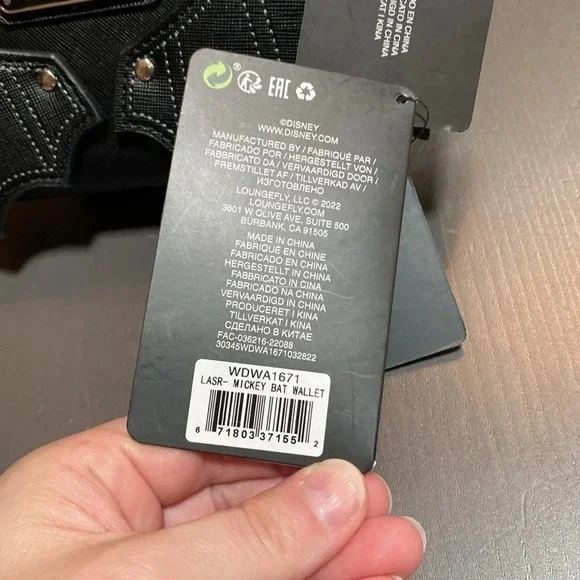 EAC
©DISNEY
WWW.DISNEY.COM
MANUFACTURED BY / FABRIQUÉ PAR /
FABRICADO POR / HERGESTELLT VON /
FABBRICATO DA / VERVAARDIGD DOOR /
FREMSTILLET AF / TILLVERKAD AV /
ИЗГОТОВЛЕНО
LOUNGEFLY, LLC © 2022
LOUNGEFLY.COM
3601 W OLIVE AVE. SUITE 500
BURBANK, CA 91505
MADE IN CHINA
FABRIQUÉ EN CHINE
FABRICADO EN CHINA
HERGESTELLT IN CHINA
FABBRICATO IN CINA
FABRICADO NA CHINA
VERVAARDIGD IN CHINA
PRODUCERET I KINA
TILLVERKAT I KINA
СДЕЛАНО В КИТАЕ
FAC-036216-22088
30345WDWA1671032822
WDWA1671
LASR- MICKEY BAT WALLET
6 71803 37155 2